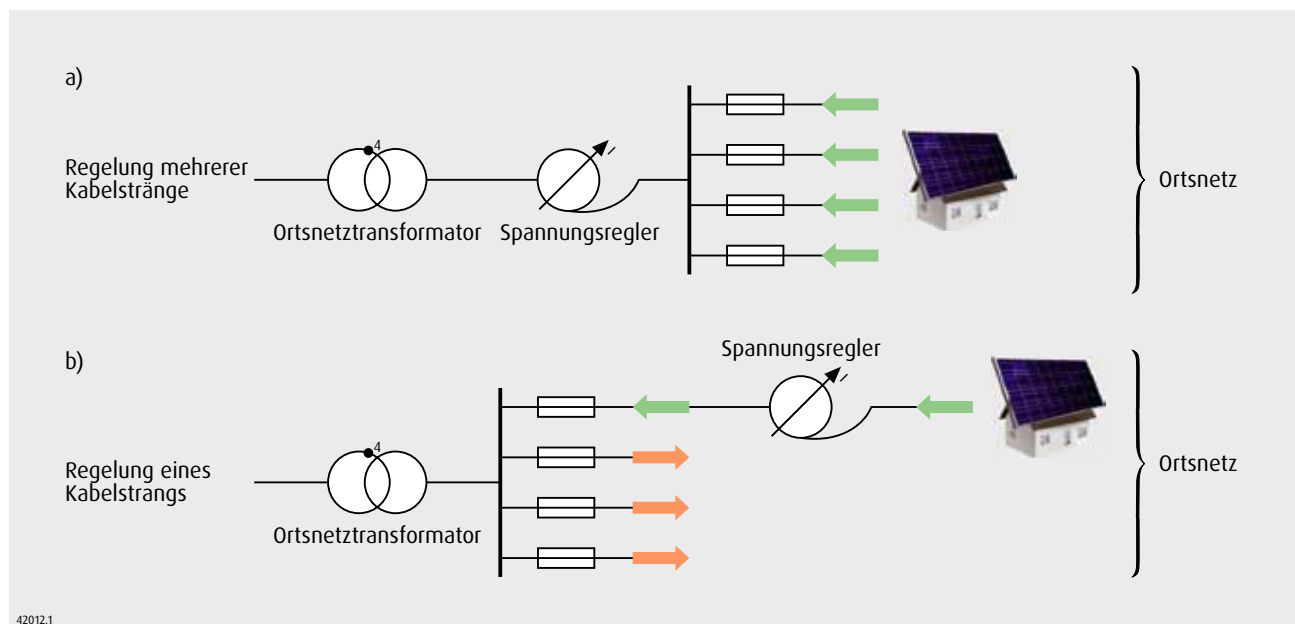 a)
Regelung mehrerer
Kabelstränge
4
Ortsnetztransformator
Spannungsregler
Ortsnetz
b)
Spannungsregler
Regelung eines
Kabelstrangs
4
Ortsnetztransformator
Ortsnetz
42012.1